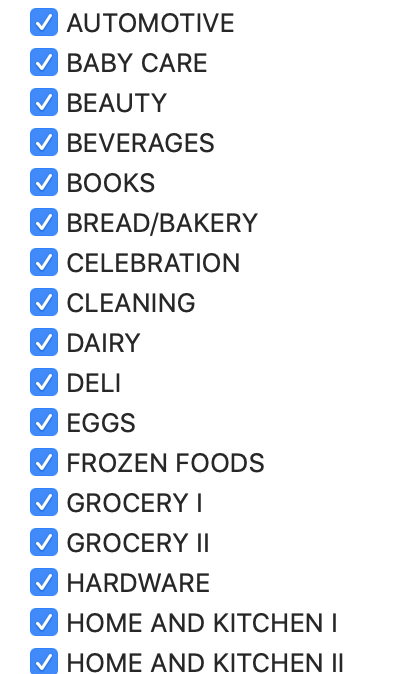 AUTOMOTIVE
BABY CARE
BEAUTY
BEVERAGES
BOOKS
BREAD/BAKERY
CELEBRATION
CLEANING
DAIRY
DELI
EGGS
FROZEN FOODS
GROCERY I
GROCERY II
HARDWARE
HOME AND KITCHEN I
HOME AND KITCHEN II